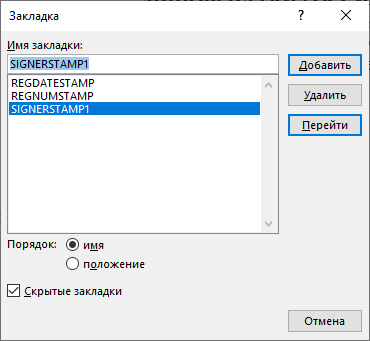 Закладка
?
Имя закладки:
SIGNERSTAMP1
Добавить
REGDATESTAMP
REGNUMSTAMP
SIGNERSTAMP1
Удалить
Перейти
Порядок:
имя
положение
Скрытые закладки
Отмена